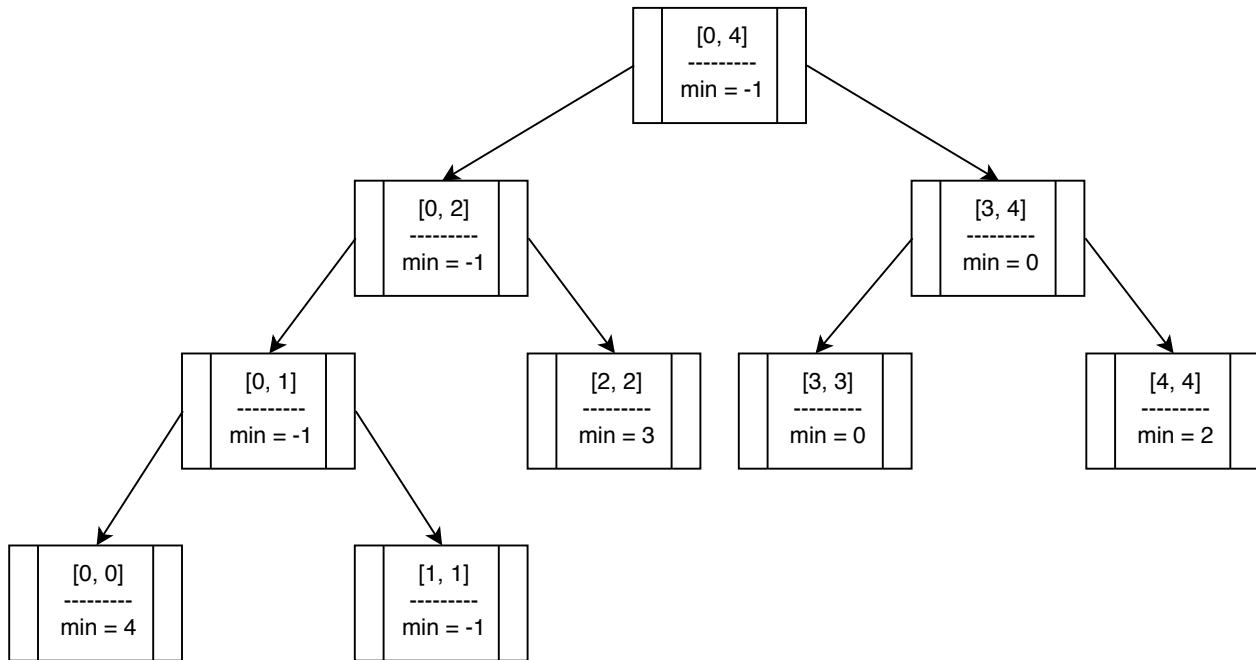 [0, 4]
---------
min = -1
[0, 2]
---------
min = -1
[3, 4]
---------
min = 0
[0, 1]
---------
min = -1
[2, 2]
---------
min = 3
[3, 3]
---------
min = 0
[4, 4]
---------
min = 2
[0, 0]
---------
min = 4
[1, 1]
---------
min = -1